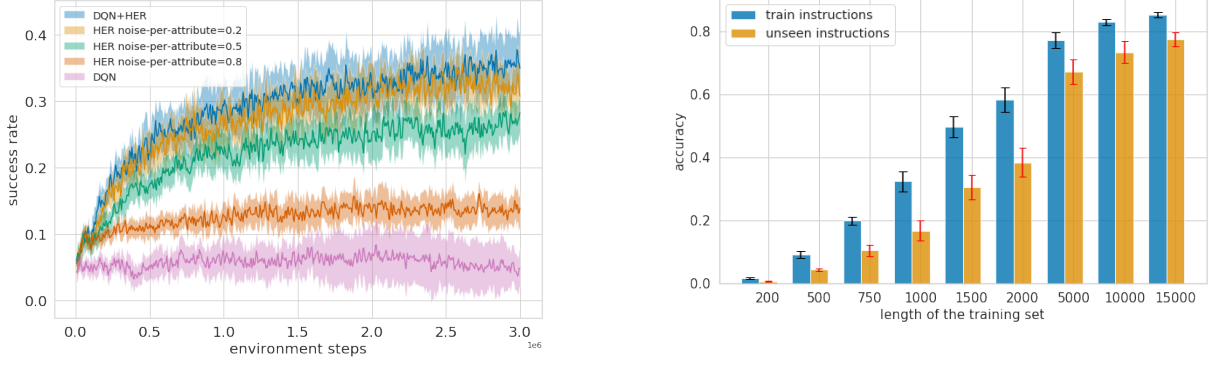 DQN+HER
HER noise-per-attribute=0.2
HER noise-per-attribute=0.5
HER noise-per-attribute=0.8
DQN
0.4
0.3
0.2
0.1
0.0
success rate
0.0 0.5 1.0 1.5 2.0 2.5 3.0
1e6
environment steps
train instructions
unseen instructions
0.8
0.6
0.4
0.2
0.0
accuracy
200 500 750 1000 1500 2000 5000 10000 15000
length of the training set